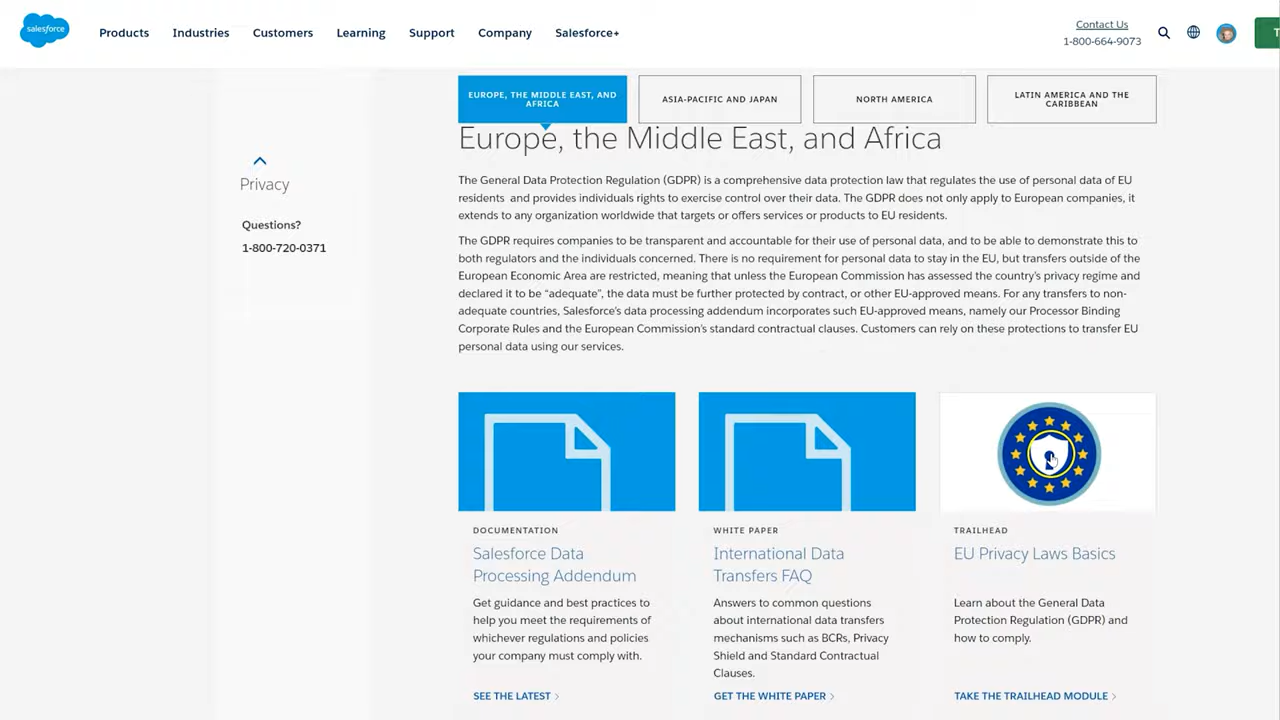 salesforce
Products
Industries
Customers
Learning
Support
Company
Salesforce+
Contact Us
1-800-664-9073
T
EUROPE, THE MIDDLE EAST, AND
AFRICA
ASIA-PACIFIC AND JAPAN
NORTH AMERICA
LATIN AMERICA AND THE
CARIBBEAN
Privacy
Questions?
1-800-720-0371
Europe, the Middle East, and Africa
The General Data Protection Regulation (GDPR) is a comprehensive data protection law that regulates the use of personal data of EU
residents and provides individuals rights to exercise control over their data. The GDPR does not only apply to European companies, it
extends to any organization worldwide that targets or offers services or products to EU residents.
The GDPR requires companies to be transparent and accountable for their use of personal data, and to be able to demonstrate this to
both regulators and the individuals concerned. There is no requirement for personal data to stay in the EU, but transfers outside of the
European Economic Area are restricted, meaning that unless the European Commission has assessed the country's privacy regime and
declared it to be “adequate”, the data must be further protected by contract, or other EU-approved means. For any transfers to non-
adequate countries, Salesforce's data processing addendum incorporates such EU-approved means, namely our Processor Binding
Corporate Rules and the European Commission's standard contractual clauses. Customers can rely on these protections to transfer EU
personal data using our services.
DOCUMENTATION
Salesforce Data
Processing Addendum
Get guidance and best practices to
help you meet the requirements of
whichever regulations and policies
your company must comply with.
SEE THE LATEST
WHITE PAPER
International Data
Transfers FAQ
Answers to common questions
about international data transfers
mechanisms such as BCRs, Privacy
Shield and Standard Contractual
Clauses.
GET THE WHITE PAPER
TRAILHEAD
EU Privacy Laws Basics
Learn about the General Data
Protection Regulation (GDPR) and
how to comply.
TAKE THE TRAILHEAD MODULE